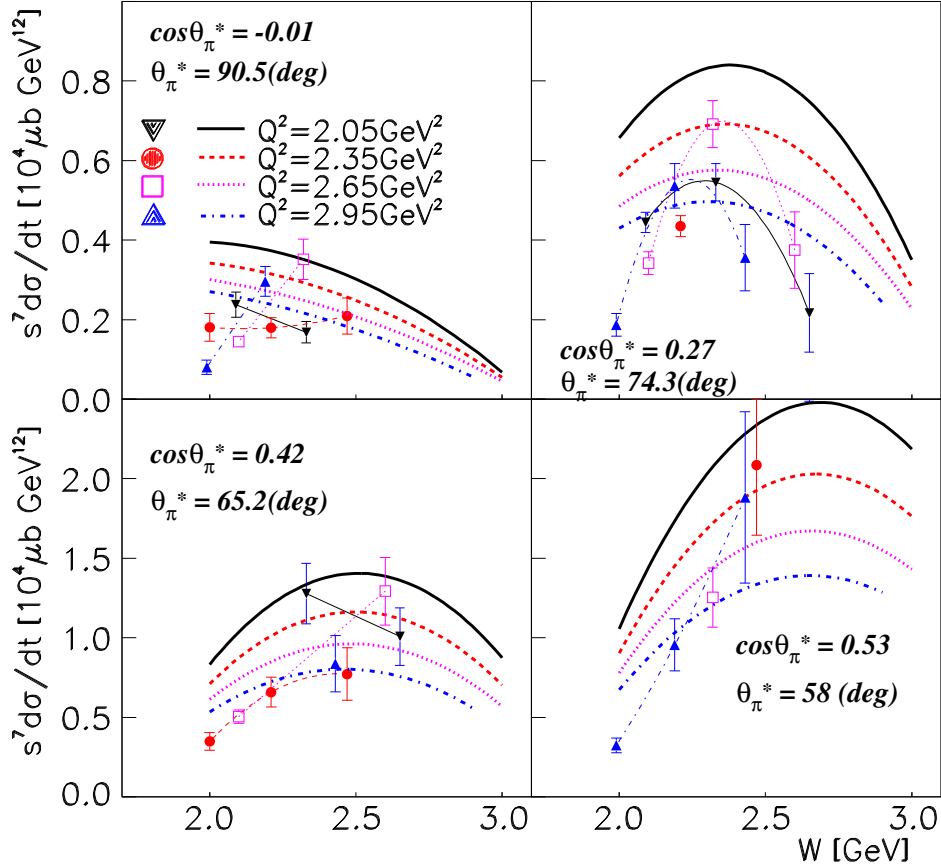 cosθπ* = -0.01
θπ* = 90.5(deg)
Q²=2.05GeV²
Q²=2.35GeV²
Q²=2.65GeV²
Q²=2.95GeV²
s⁷dσ/dt [10⁴μb GeV¹²]
0.8
0.6
0.4
0.2
0.0
cosθπ* = 0.27
θπ* = 74.3(deg)
s⁷dσ/dt [10⁴μb GeV¹²]
2.0
1.5
1.0
0.5
0.0
cosθπ* = 0.42
θπ* = 65.2(deg)
cosθπ* = 0.53
θπ* = 58 (deg)
2.0 2.5 3.0 2.0 2.5 3.0
W [GeV]